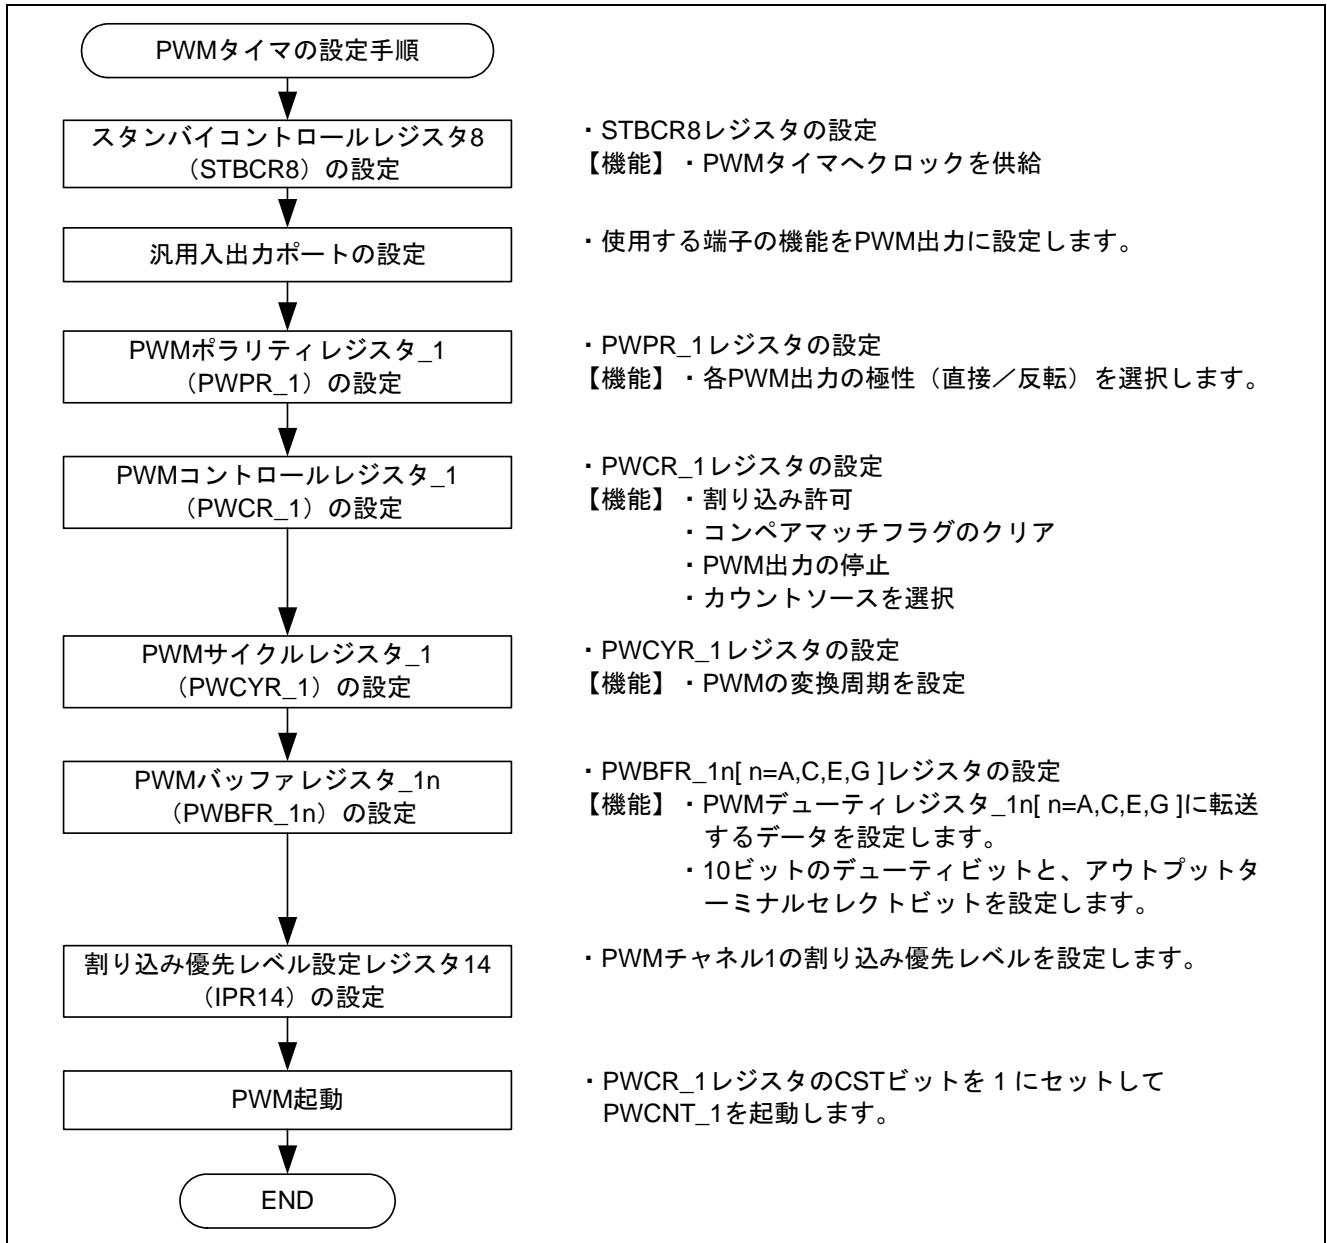 PWMタイマの設定手順
スタンバイコントロールレジスタ8
（STBCR8）の設定
・STBCR8レジスタの設定
【機能】・PWMタイマへクロックを供給
汎用入出力ポートの設定
・使用する端子の機能をPWM出力に設定します。
PWMポラリティレジスタ_1
（PWPR_1）の設定
・PWPR_1レジスタの設定
【機能】・各PWM出力の極性（直接／反転）を選択します。
PWMコントロールレジスタ_1
（PWCR_1）の設定
・PWCR_1レジスタの設定
【機能】・割り込み許可
・コンペアマッチフラグのクリア
・PWM出力の停止
・カウントソースを選択
PWMサイクルレジスタ_1
（PWCYR_1）の設定
・PWCYR_1レジスタの設定
【機能】・PWMの変換周期を設定
PWMバッファレジスタ_1n
（PWBFR_1n）の設定
・PWBFR_1n[ n=A,C,E,G ]レジスタの設定
【機能】・PWMデューティレジスタ_1n[ n=A,C,E,G ]に転送
するデータを設定します。
・10ビットのデューティビットと、アウトプットタ
ーミナルセレクトビットを設定します。
割り込み優先レベル設定レジスタ14
（IPR14）の設定
・PWMチャネル1の割り込み優先レベルを設定します。
PWM起動
・PWCR_1レジスタのCSTビットを 1 にセットして
PWCNT_1を起動します。
END